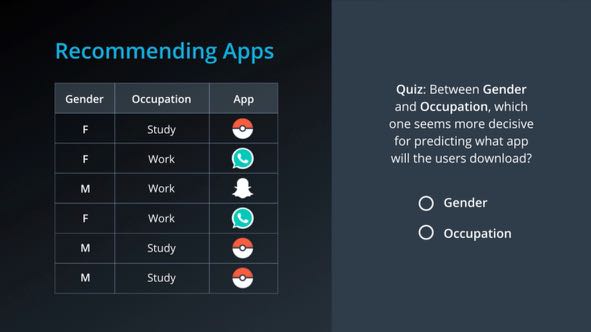 Recommending Apps
Gender Occupation App
F Study
F Work
M Work
F Work
M Study
M Study
Quiz: Between Gender
and Occupation, which
one seems more decisive
for predicting what app
will the users download?
Gender
Occupation